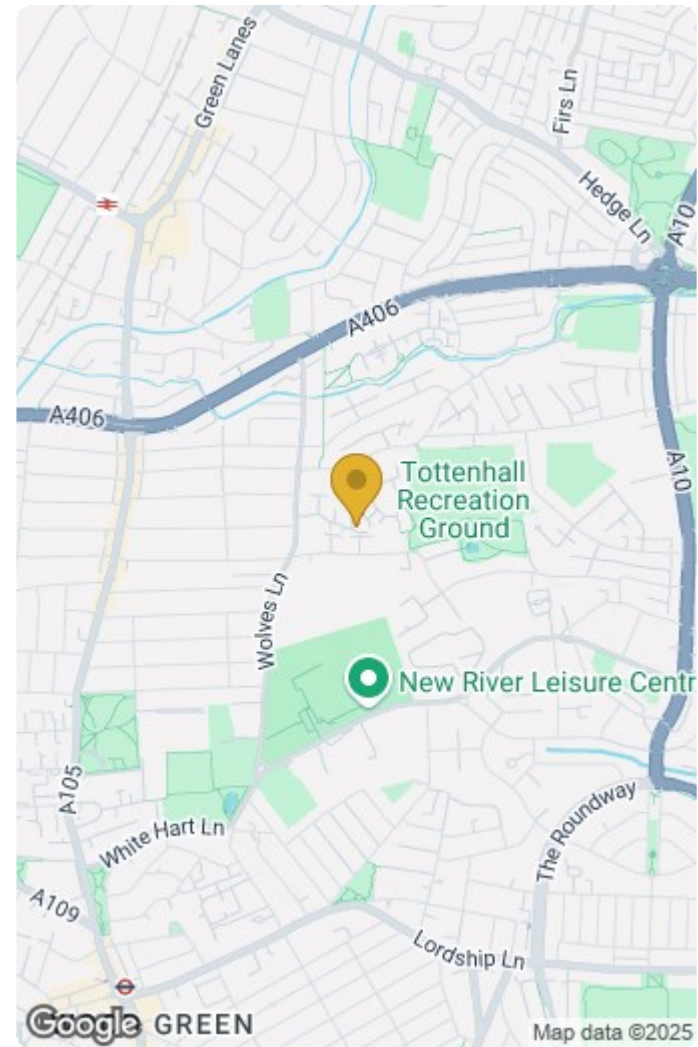 Green Lanes
Firs Ln
Hedge Ln
A10
A406
A406
A10
Tottenhall
Recreation
Ground
Wolves Ln
New River Leisure Centr
A105
The Roundway
White Hart Ln
A109
Lordship Ln
GREEN
Google
Map data ©2025